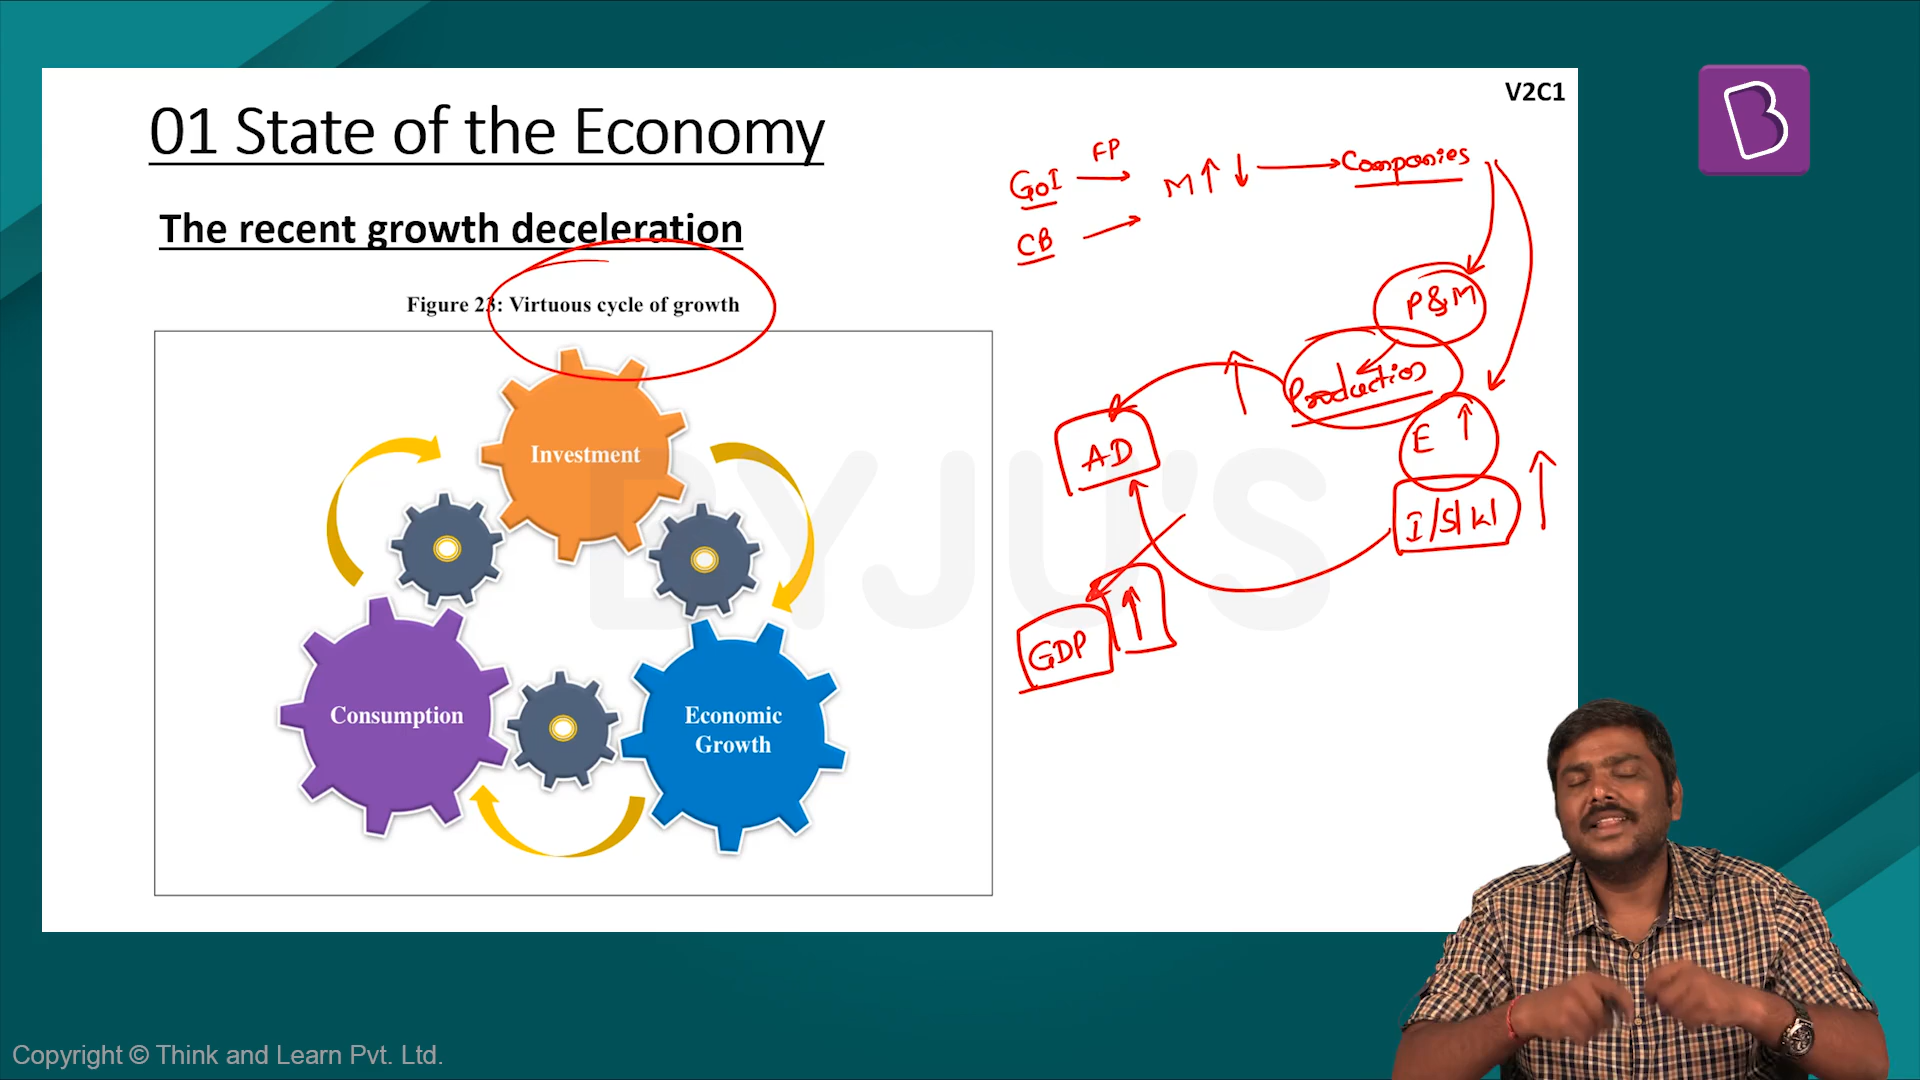 V2C1
01 State of the Economy
The recent growth deceleration
Figure 23: Virtuous cycle of growth
Investment
Consumption
Economic
Growth
FP
GoI
M
Companies
CB
P&M
Production
E
AD
GDP
BYJU'S
B
Copyright © Think and Learn Pvt. Ltd.